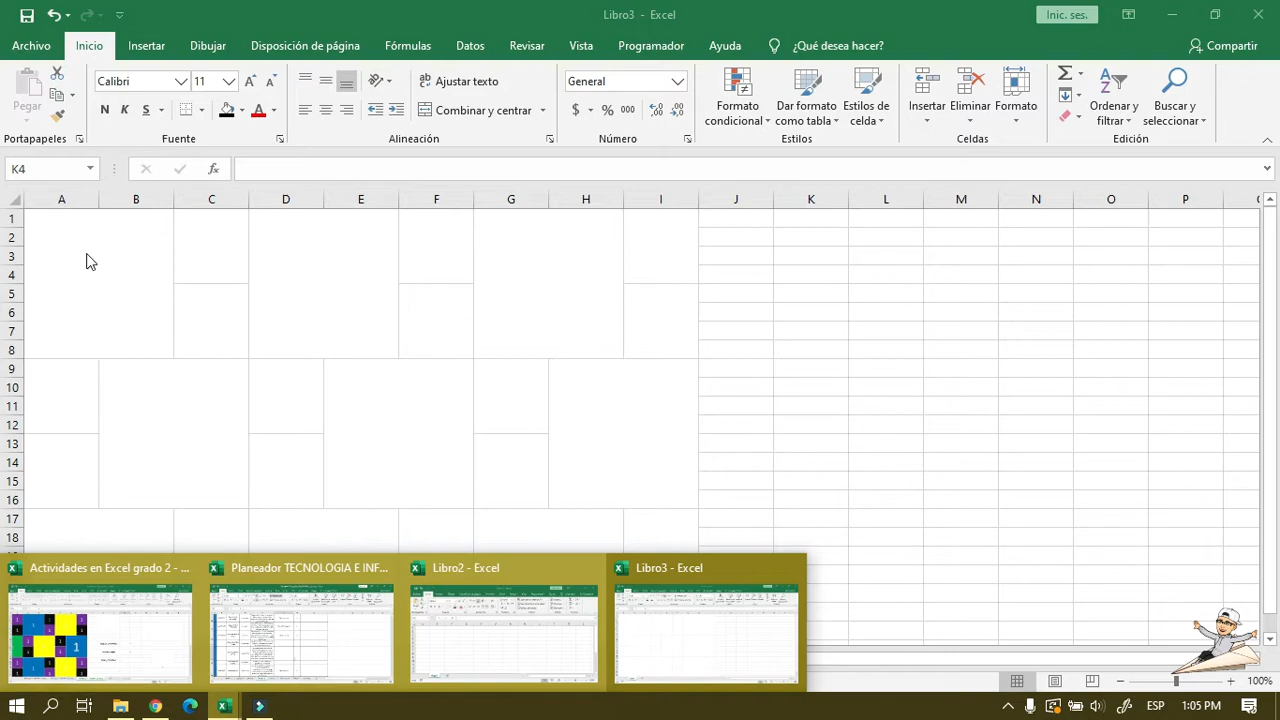 Libro3 - Excel
Inic. ses.
Archivo Inicio Insertar Dibujar Disposición de página Fórmulas Datos Revisar Vista Programador Ayuda ¿Qué desea hacer? Compartir
Pegar
Calibri 11
N K S
Ajustar texto
Combinar y centrar
General
$ % 000
Formato condicional
Dar formato como tabla
Estilos de celda
Insertar Eliminar Formato
Ordenar y filtrar
Buscar y seleccionar
Portapapeles Fuente Alineación Número Estilos Celdas Edición
K4 fx
A B C D E F G H I J K L M N O P
1
2
3
4
5
6
7
8
9
10
11
12
13
14
15
16
17
18
Actividades en Excel grado 2 - ... Planeador TECNOLOGIA E INF... Libro2 - Excel Libro3 - Excel
100%
ESP 1:05 PM